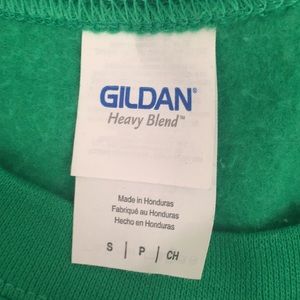 GILDAN®
Heavy Blend™
Made in Honduras
Fabriqué au Honduras
Hecho en Honduras
S | P | CH